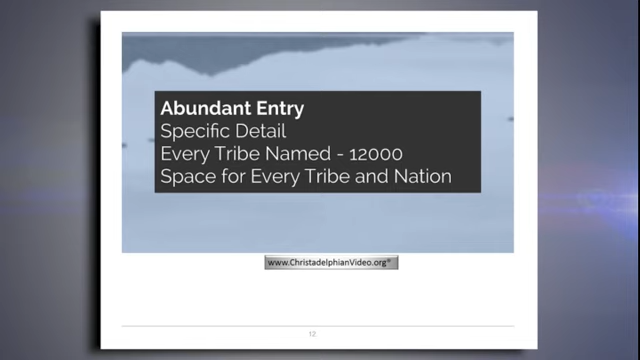 Abundant Entry
Specific Detail
Every Tribe Named - 12000
Space for Every Tribe and Nation
www.ChristadelphianVideo.org®
12